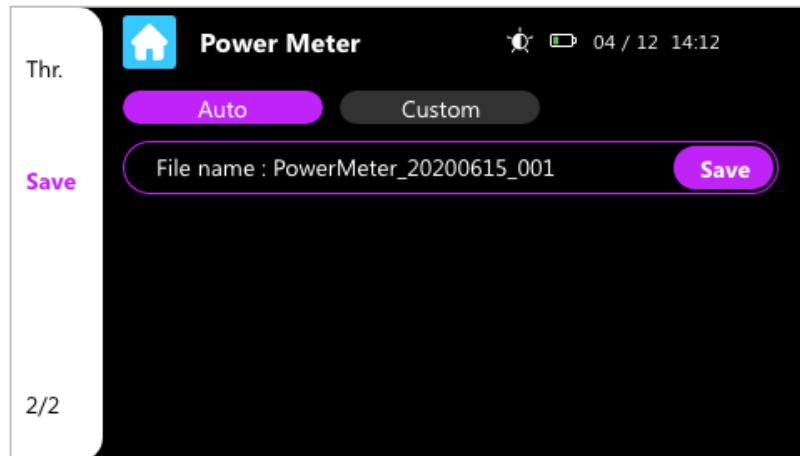 Power Meter
04 / 12 14:12
Thr.
Auto
Custom
File name : PowerMeter_20200615_001
Save
Save
2/2